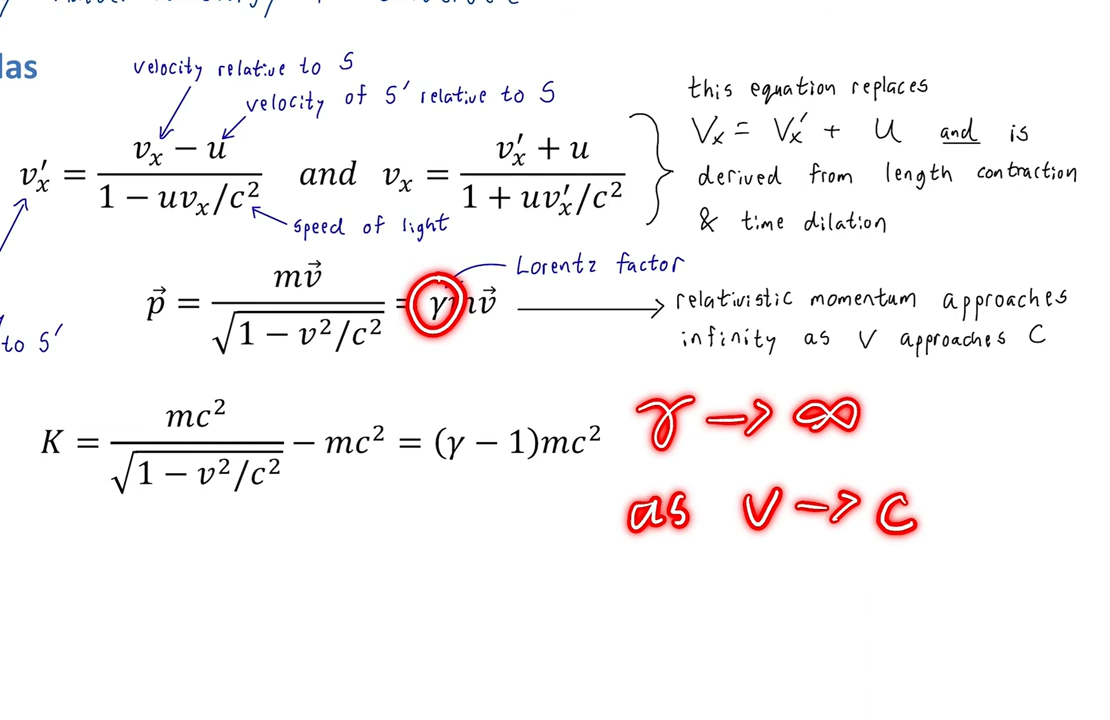 las
velocity relative to S
velocity of S' relative to S
v′ₓ = (vₓ − u)/(1 − uvₓ/c²) and vₓ = (v′ₓ + u)/(1 + uv′ₓ/c²)
speed of light
this equation replaces
Vₓ = Vₓ′ + U and is
derived from length contraction
& time dilation
to S'
p⃗ = mv⃗/√(1 − v²/c²) = γmv⃗
Lorentz factor
relativistic momentum approaches
infinity as V approaches C
K = mc²/√(1 − v²/c²) − mc² = (γ − 1)mc²
γ → ∞
as V → C